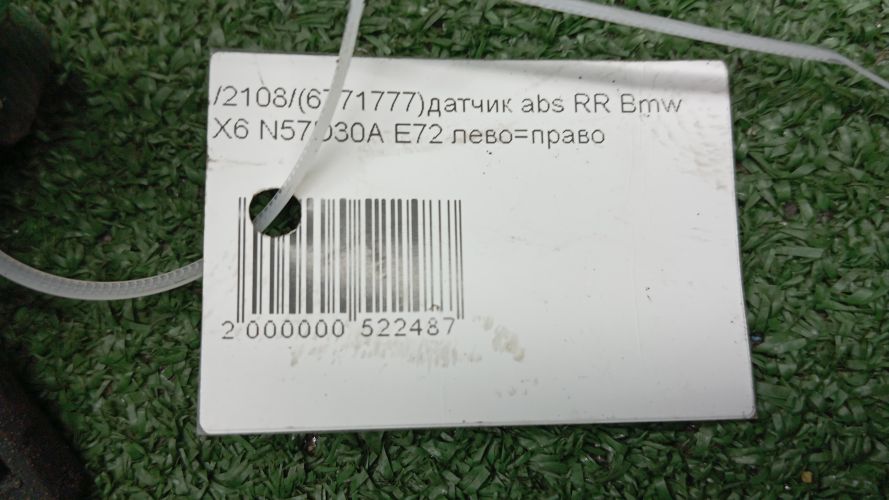 /2108/(6771777)датчик abs RR Bmw
X6 N57D30A E72 лево=право
2 000000 522487